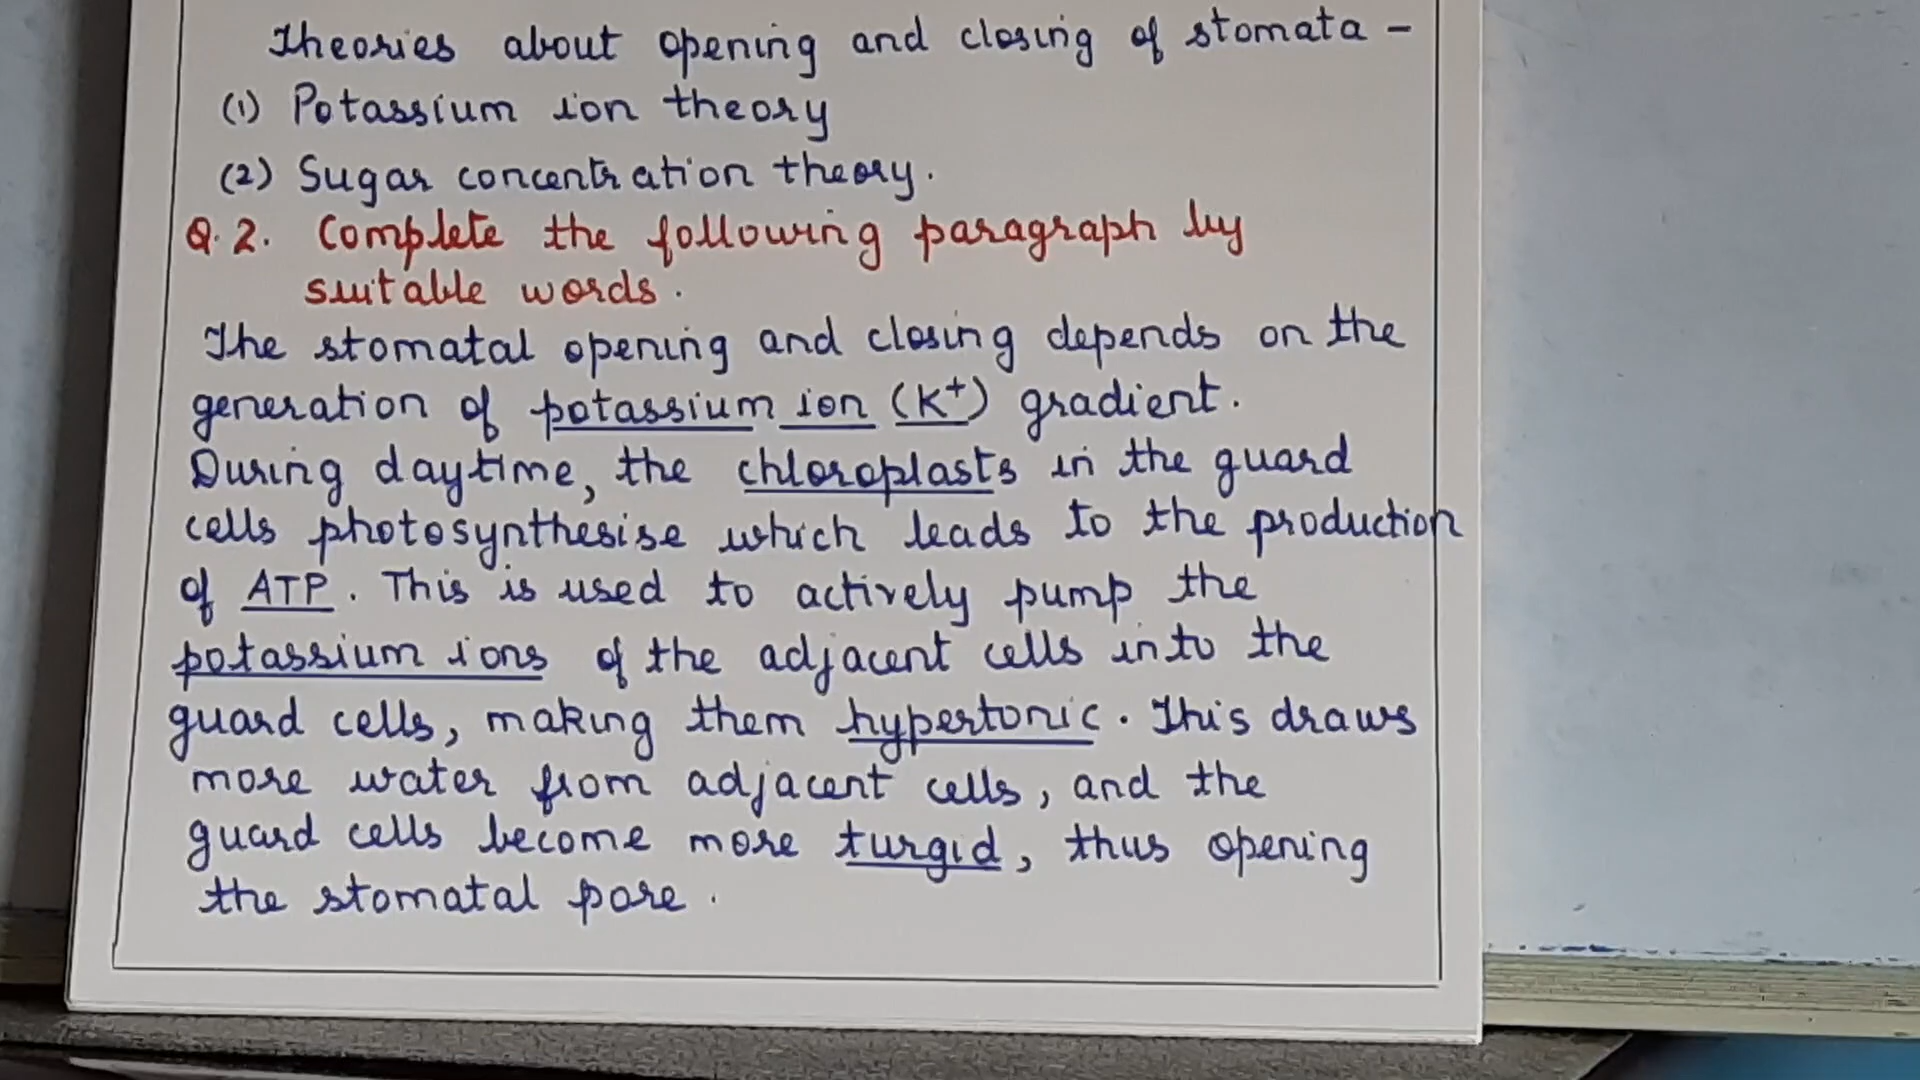 Theories about opening and closing of stomata -
(1) Potassium ion theory
(2) Sugar concentration theory.
Q.2. Complete the following paragraph by
suitable words.
The stomatal opening and closing depends on the
generation of potassium ion (K+) gradient.
During daytime, the chloroplasts in the guard
cells photosynthesise which leads to the production
of ATP. This is used to actively pump the
potassium ions of the adjacent cells into the
guard cells, making them hypertonic. This draws
more water from adjacent cells, and the
guard cells become more turgid, thus opening
the stomatal pore.